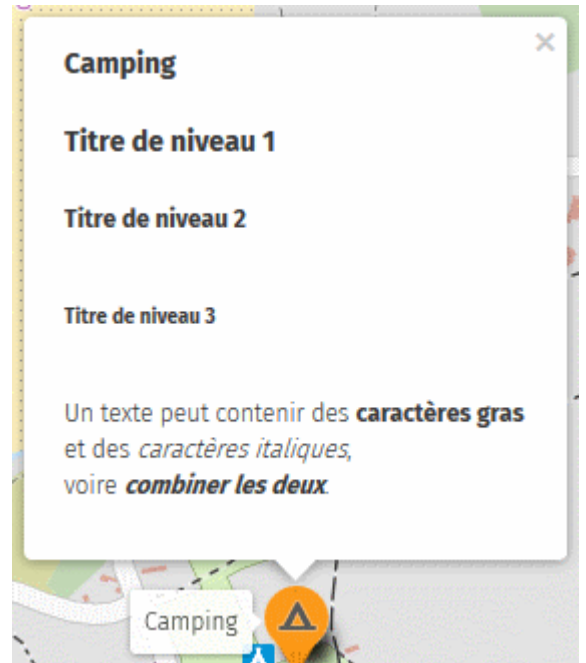 Camping
×
Titre de niveau 1
Titre de niveau 2
Titre de niveau 3
Un texte peut contenir des caractères gras
et des caractères italiques,
voire combiner les deux.
Camping